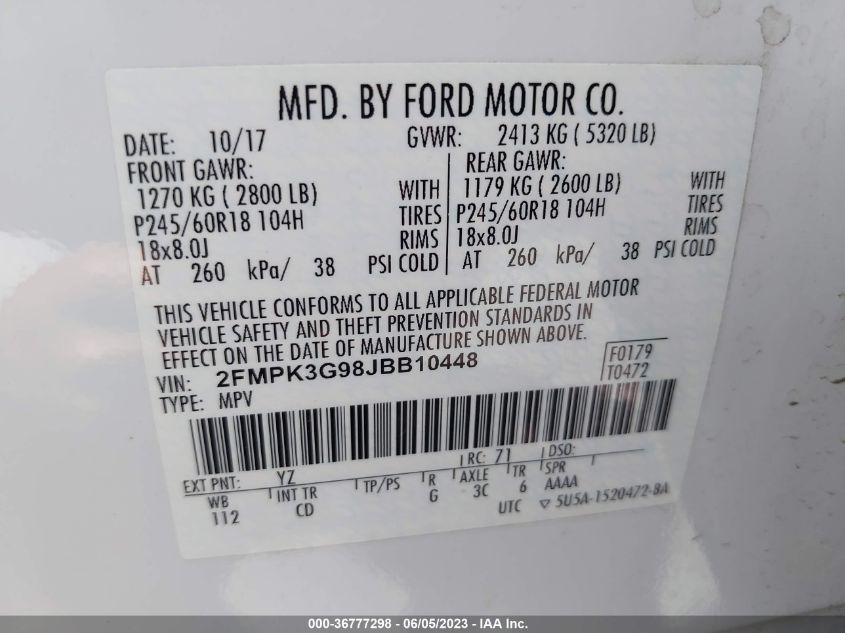 MFD. BY FORD MOTOR CO.
DATE: 10/17 GVWR: 2413 KG ( 5320 LB)
FRONT GAWR: REAR GAWR:
1270 KG ( 2800 LB) WITH 1179 KG ( 2600 LB) WITH
P245/60R18 104H TIRES P245/60R18 104H TIRES
18x8.0J RIMS 18x8.0J RIMS
AT 260 kPa/ 38 PSI COLD AT 260 kPa/ 38 PSI COLD
THIS VEHICLE CONFORMS TO ALL APPLICABLE FEDERAL MOTOR
VEHICLE SAFETY AND THEFT PREVENTION STANDARDS IN
EFFECT ON THE DATE OF MANUFACTURE SHOWN ABOVE.
VIN: 2FMPK3G98JBB10448 F0179
TYPE: MPV T0472
EXT PNT: YZ RC: 71 DSO:
WB INT TR TP/PS R AXLE TR SPR
112 CD G 3C 6 AAAA
UTC ▽ 5U5A-1520472-8A
000-36777298 - 06/05/2023 - IAA Inc.